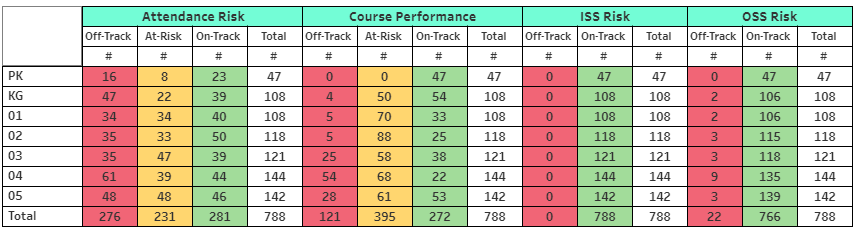 Attendance Risk Course Performance ISS Risk OSS Risk
Off-Track At-Risk On-Track Total Off-Track At-Risk On-Track Total Off-Track On-Track Total Off-Track On-Track Total
# # # # # # # # # # # # # #
PK 16 8 23 47 0 0 47 47 0 47 47 0 47 47
KG 47 22 39 108 4 50 54 108 0 108 108 2 106 108
01 34 34 40 108 5 70 33 108 0 108 108 2 106 108
02 35 33 50 118 5 88 25 118 0 118 118 3 115 118
03 35 47 39 121 25 58 38 121 0 121 121 3 118 121
04 61 39 44 144 54 68 22 144 0 144 144 9 135 144
05 48 48 46 142 28 61 53 142 0 142 142 3 139 142
Total 276 231 281 788 121 395 272 788 0 788 788 22 766 788